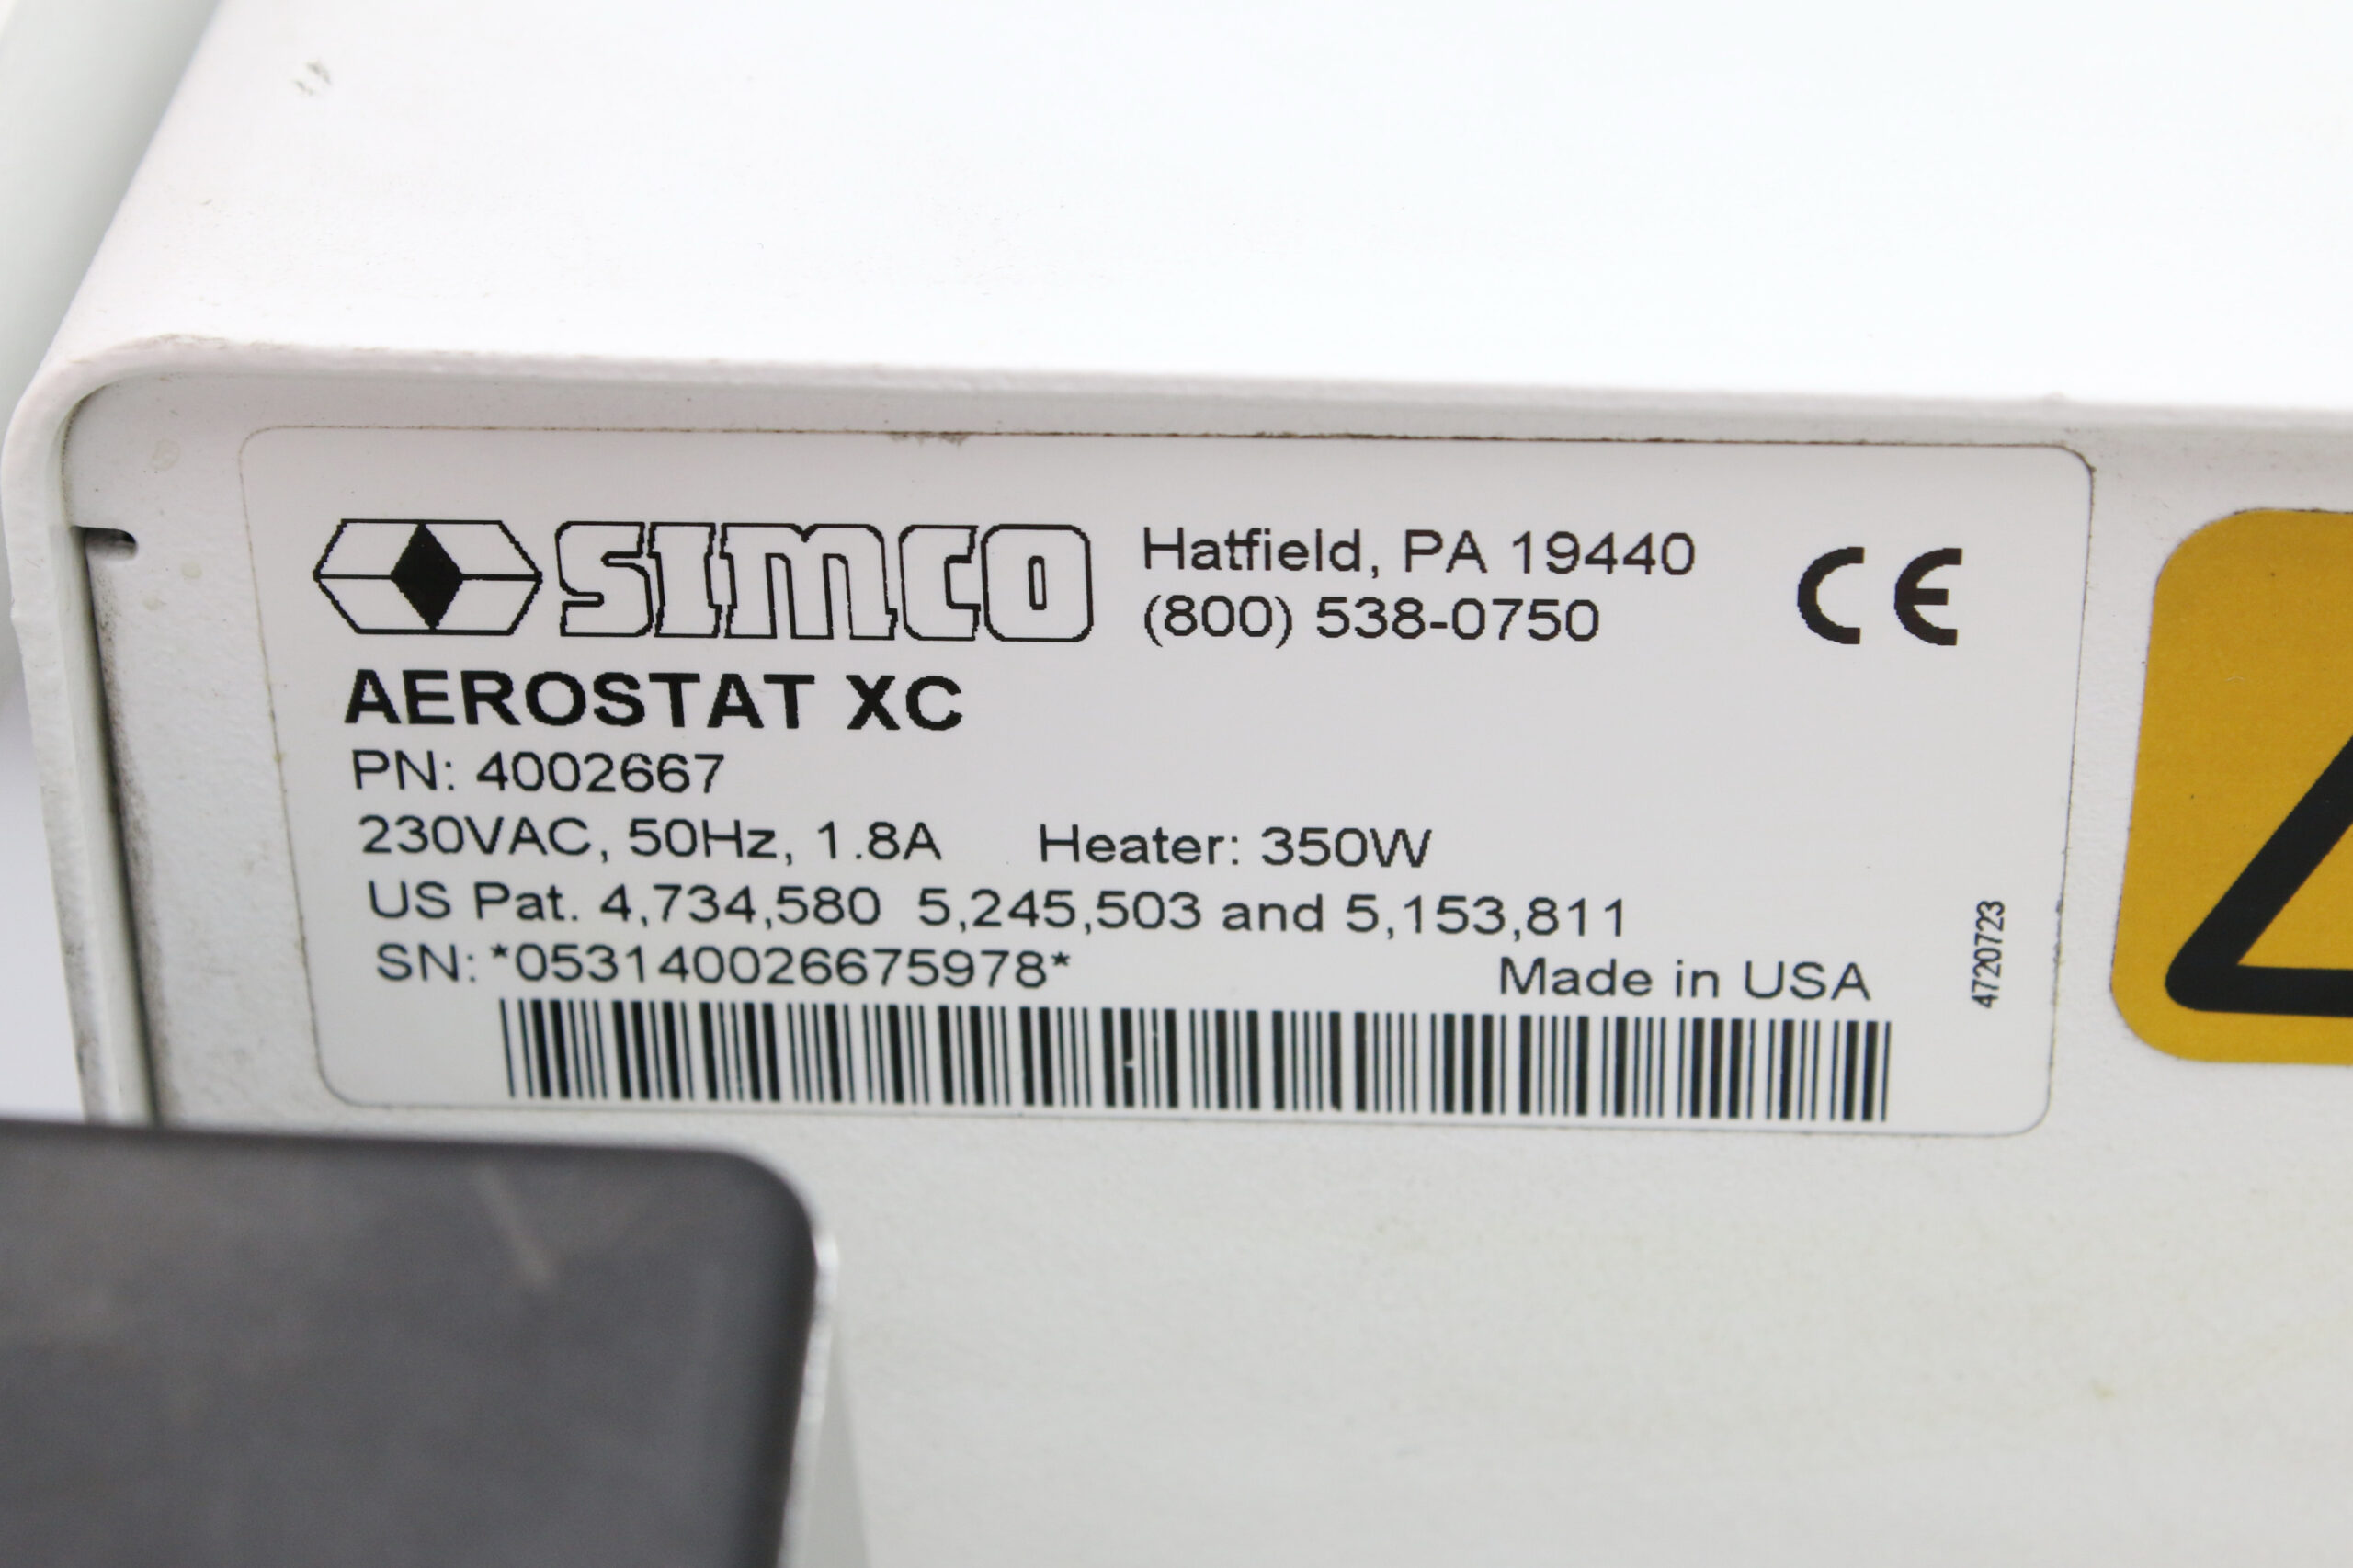 SIMCO
Hatfield, PA 19440
(800) 538-0750
CE
AEROSTAT XC
PN: 4002667
230VAC, 50Hz, 1.8A Heater: 350W
US Pat. 4,734,580 5,245,503 and 5,153,811
SN: *053140026675978*
Made in USA
4720723